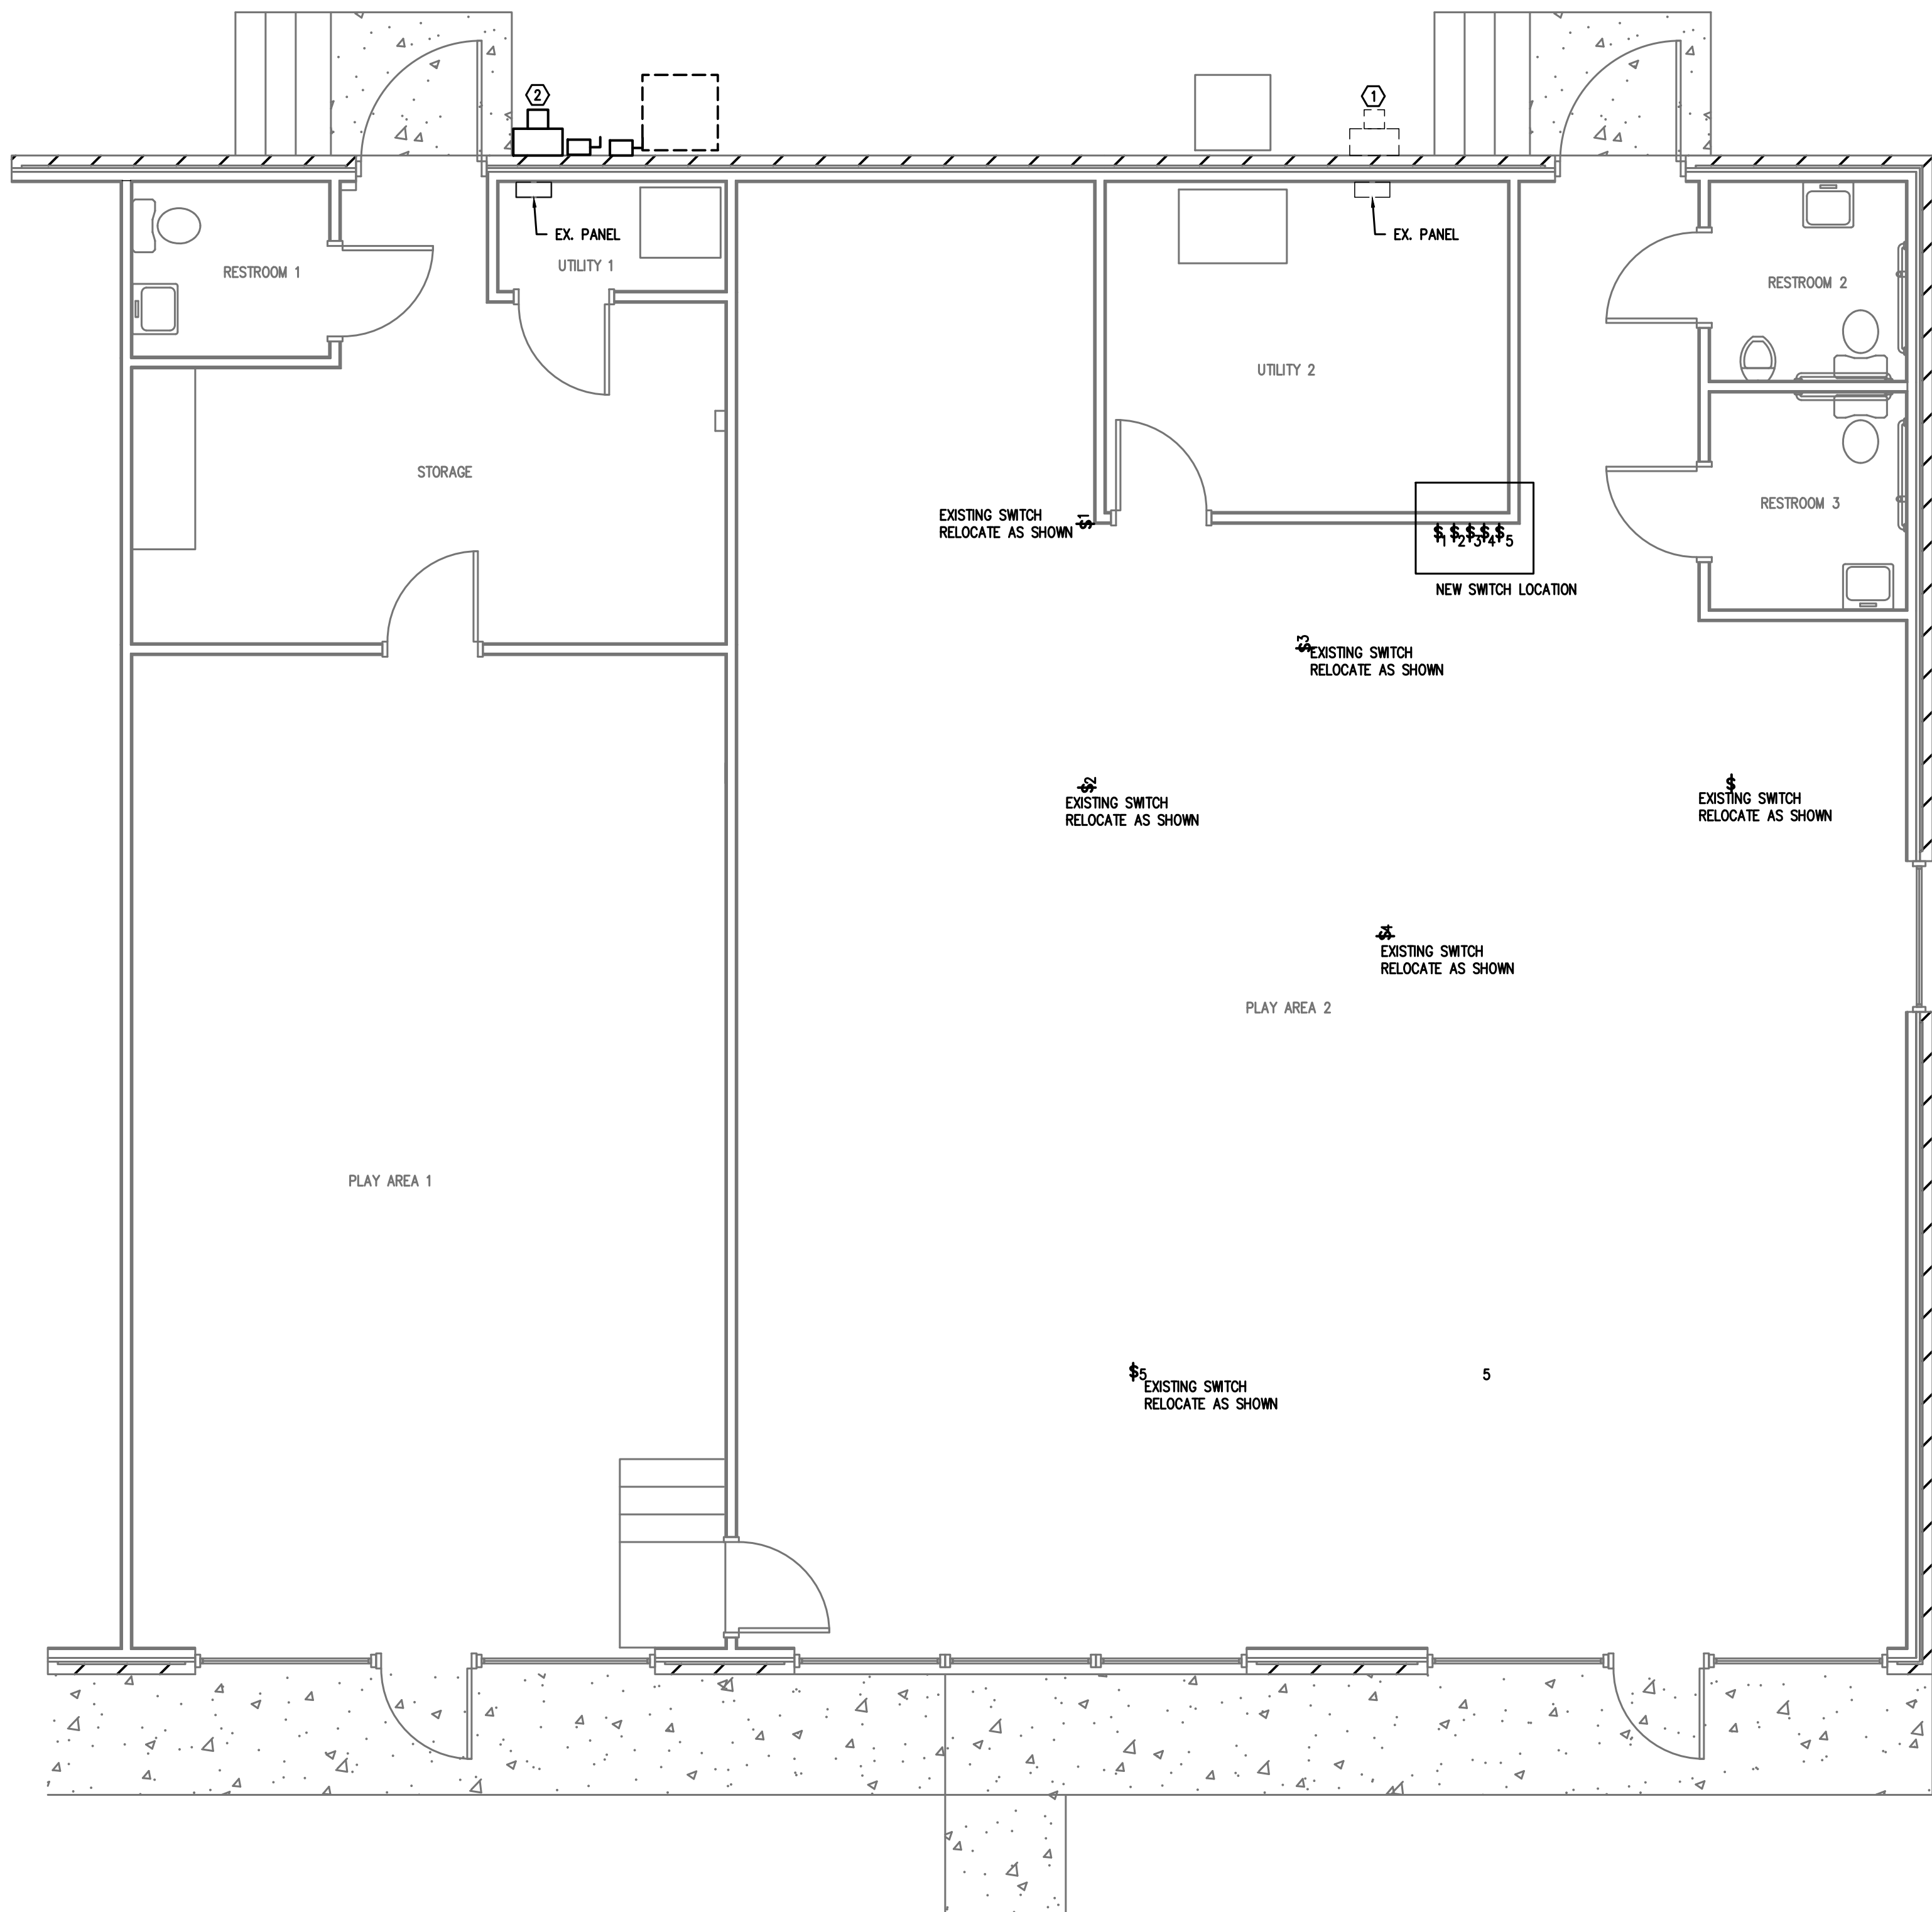 2
1
EX. PANEL
EX. PANEL
UTILITY 1
RESTROOM 1
RESTROOM 2
UTILITY 2
STORAGE
RESTROOM 3
EXISTING SWITCH
RELOCATE AS SHOWN
$1
$1 $2 $3 $4 $5
NEW SWITCH LOCATION
$3
EXISTING SWITCH
RELOCATE AS SHOWN
$2
EXISTING SWITCH
RELOCATE AS SHOWN
$
EXISTING SWITCH
RELOCATE AS SHOWN
$4
EXISTING SWITCH
RELOCATE AS SHOWN
PLAY AREA 2
PLAY AREA 1
$5
EXISTING SWITCH
RELOCATE AS SHOWN
5